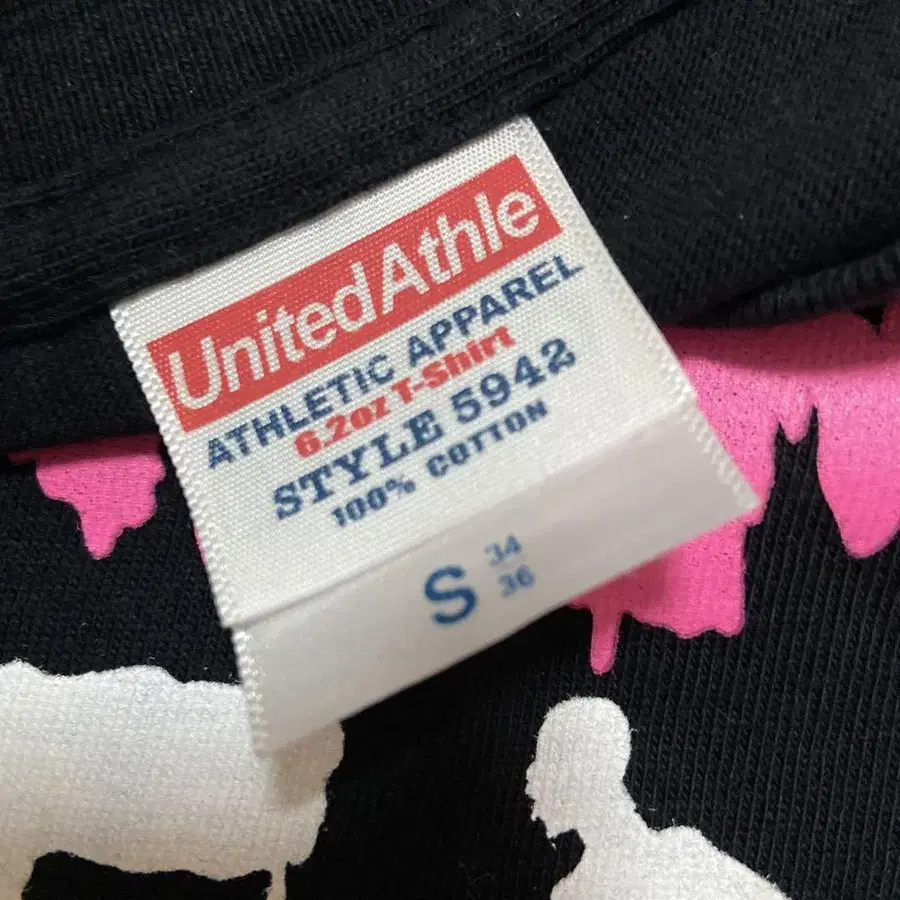 UnitedAthle
ATHLETIC APPAREL
6.2oz T-Shirt
STYLE 5942
100% COTTON
S 34
36